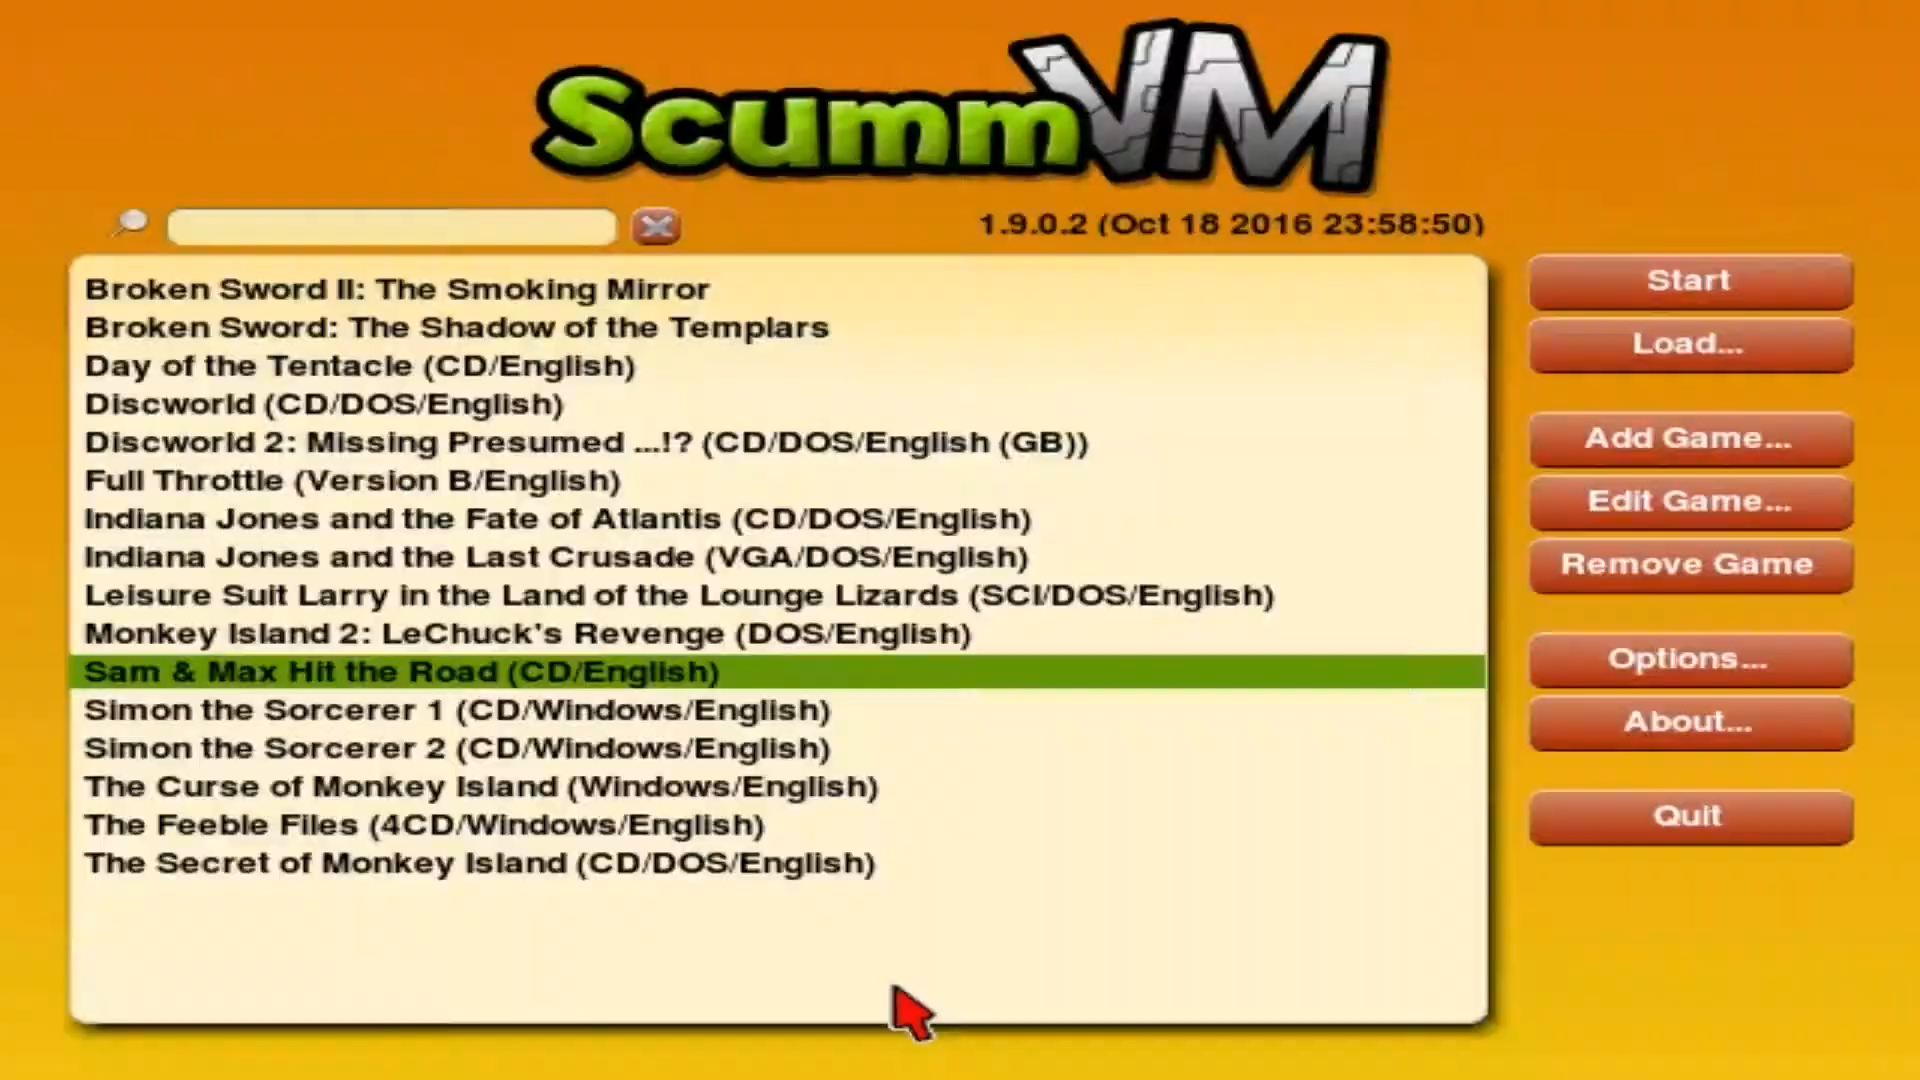 ScummVM
1.9.0.2 (Oct 18 2016 23:58:50)
Broken Sword II: The Smoking Mirror
Broken Sword: The Shadow of the Templars
Day of the Tentacle (CD/English)
Discworld (CD/DOS/English)
Discworld 2: Missing Presumed ...!? (CD/DOS/English (GB))
Full Throttle (Version B/English)
Indiana Jones and the Fate of Atlantis (CD/DOS/English)
Indiana Jones and the Last Crusade (VGA/DOS/English)
Leisure Suit Larry in the Land of the Lounge Lizards (SCI/DOS/English)
Monkey Island 2: LeChuck's Revenge (DOS/English)
Sam & Max Hit the Road (CD/English)
Simon the Sorcerer 1 (CD/Windows/English)
Simon the Sorcerer 2 (CD/Windows/English)
The Curse of Monkey Island (Windows/English)
The Feeble Files (4CD/Windows/English)
The Secret of Monkey Island (CD/DOS/English)
Start
Load...
Add Game...
Edit Game...
Remove Game
Options...
About...
Quit